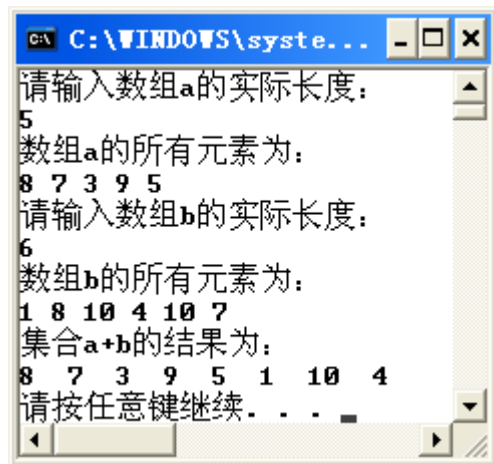 C:\WINDOWS\syste...
请输入数组a的实际长度：
5
数组a的所有元素为：
8 7 3 9 5
请输入数组b的实际长度：
6
数组b的所有元素为：
1 8 10 4 10 7
集合a+b的结果为：
8 7 3 9 5 1 10 4
请按任意键继续. . . _